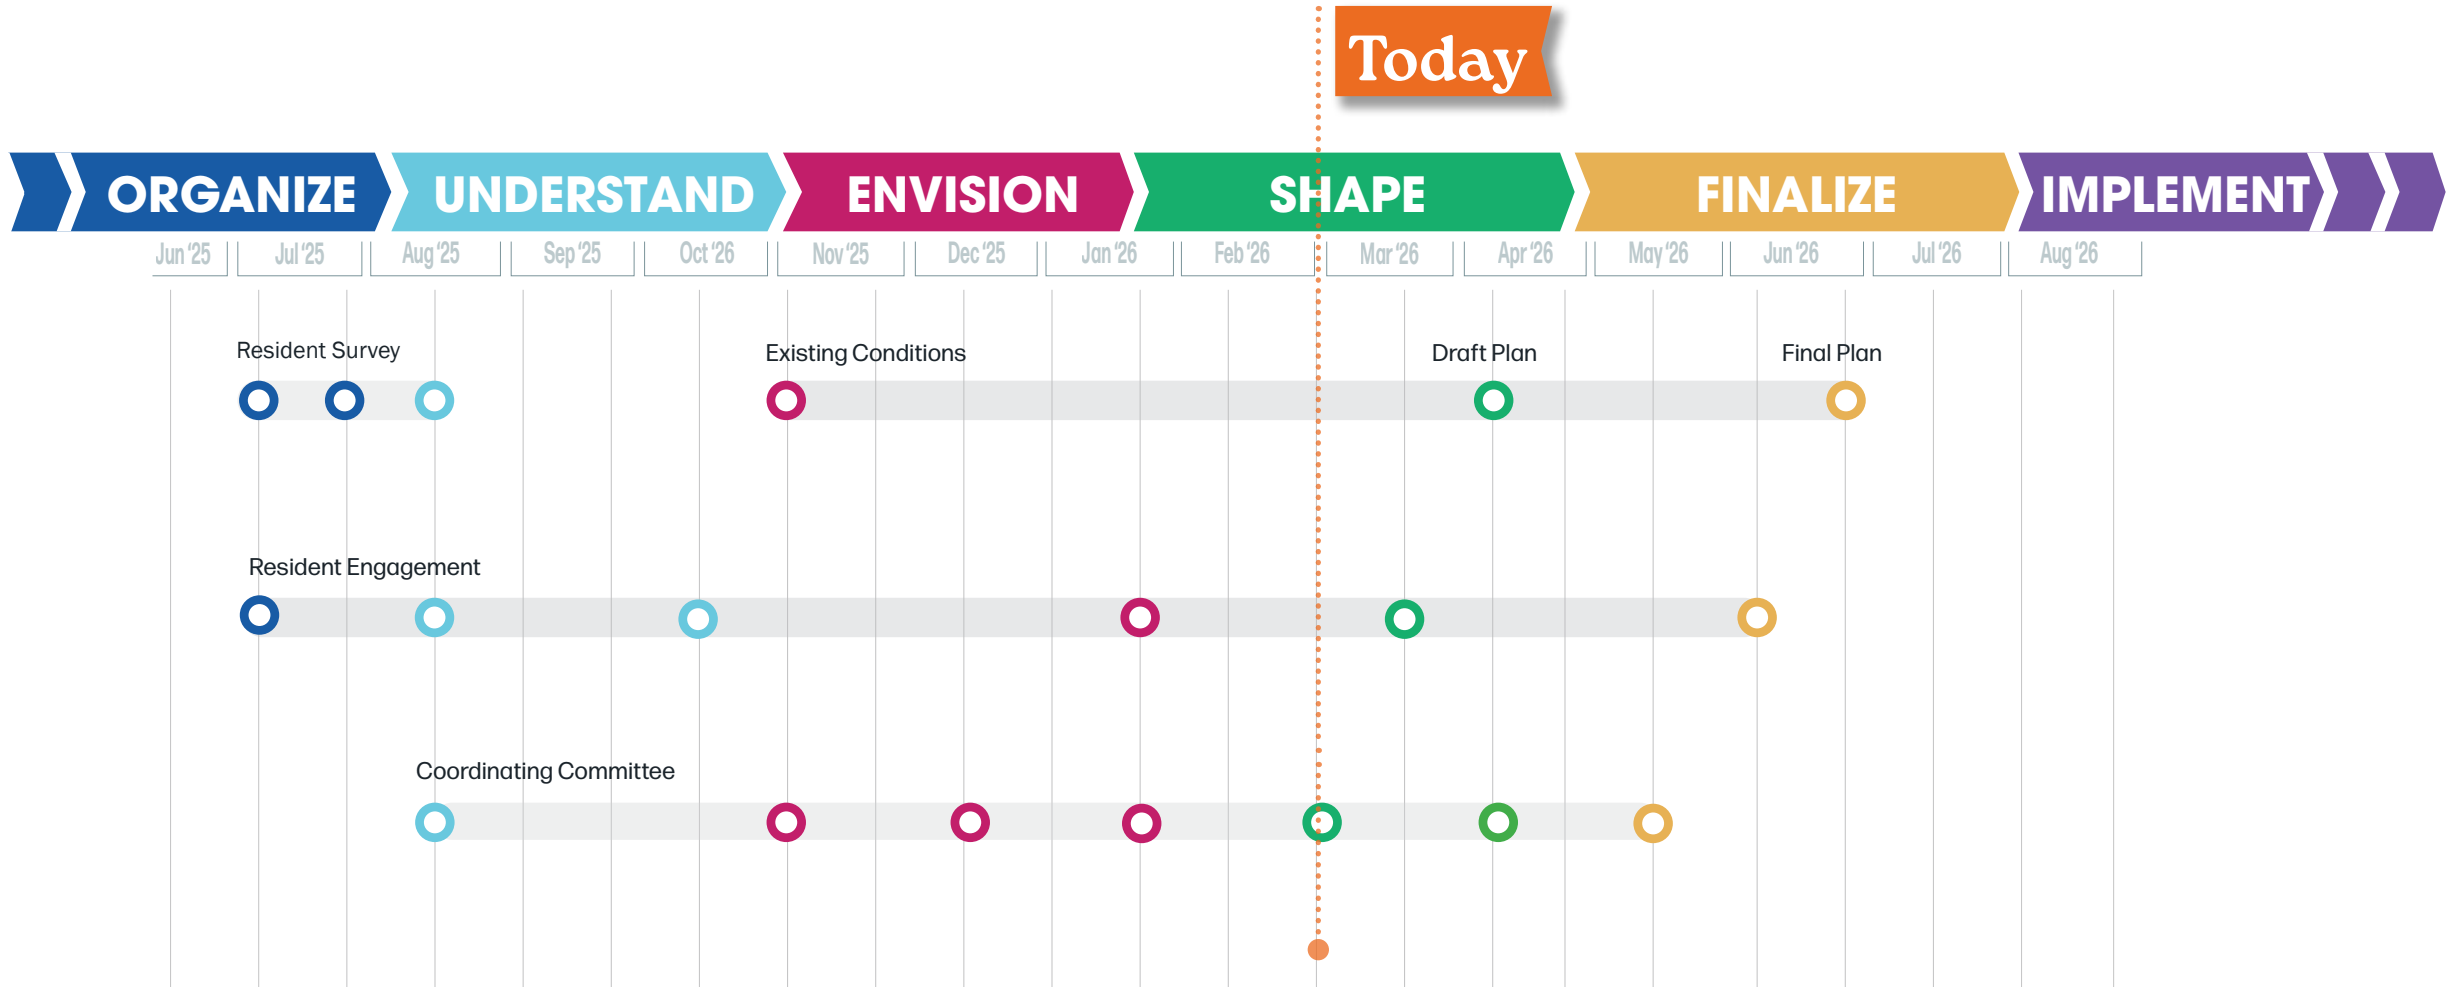 Today
ORGANIZE UNDERSTAND ENVISION SHAPE FINALIZE IMPLEMENT
Jun ‘25 Jul ‘25 Aug ‘25 Sep ‘25 Oct ‘26 Nov ‘25 Dec ‘25 Jan ‘26 Feb ‘26 Mar ‘26 Apr ‘26 May ‘26 Jun ‘26 Jul ‘26 Aug ‘26
Resident Survey Existing Conditions Draft Plan Final Plan
Resident Engagement
Coordinating Committee